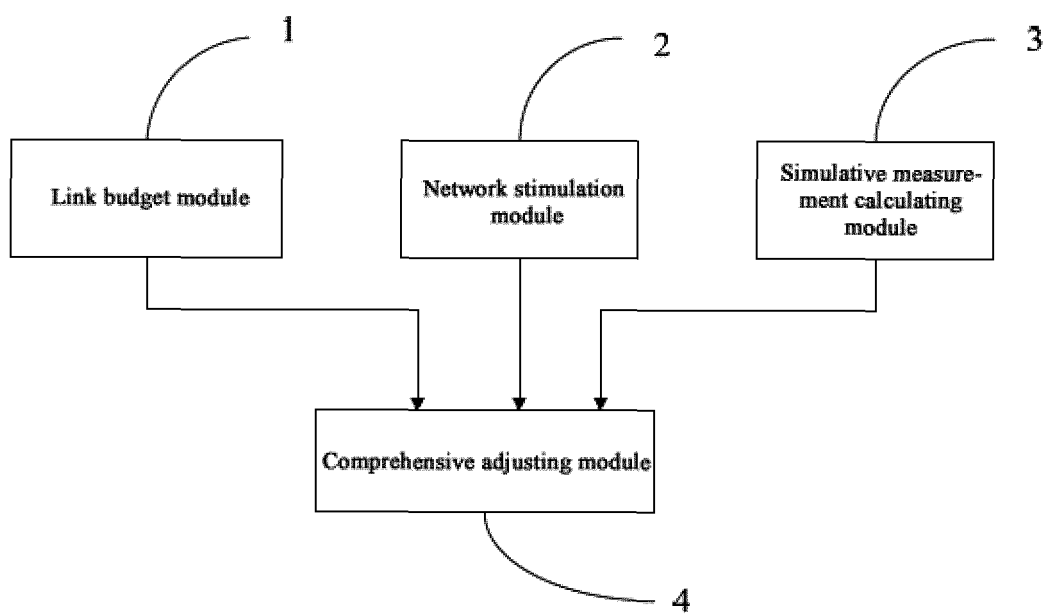 1
2
3
Link budget module
Network stimulation
module
Simulative measure-
ment calculating
module
Comprehensive adjusting module
4